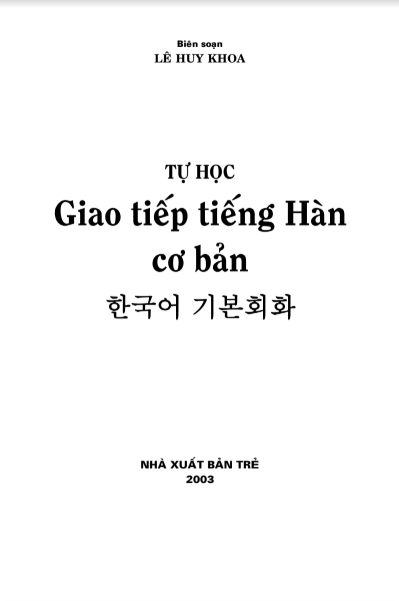 Biên soạn
LÊ HUY KHOA
TỰ HỌC
Giao tiếp tiếng Hàn
cơ bản
한국어 기본회화
NHÀ XUẤT BẢN TRẺ
2003